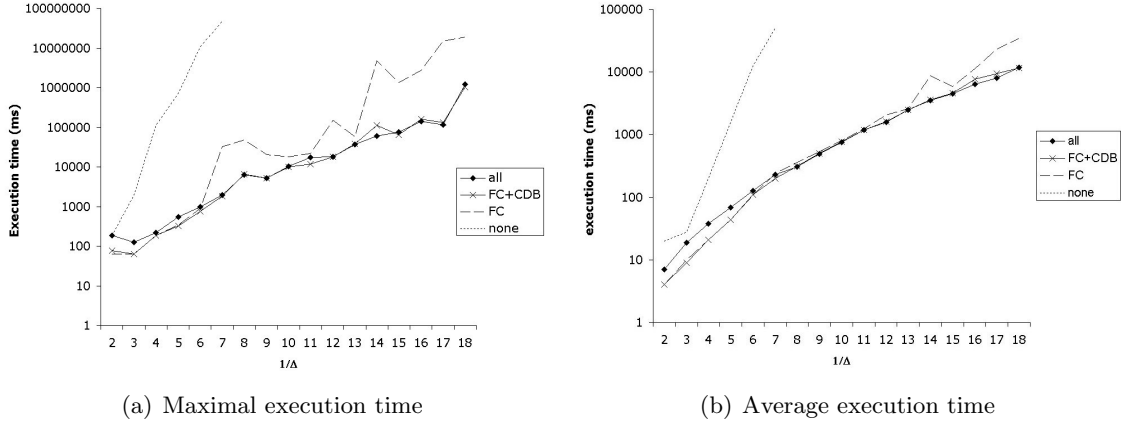 100000000
10000000
1000000
100000
10000
1000
100
10
1
Execution time (ms)
2 3 4 5 6 7 8 9 10 11 12 13 14 15 16 17 18
1/Δ
all
FC+CDB
FC
none
(a) Maximal execution time
100000
10000
1000
100
10
1
execution time (ms)
2 3 4 5 6 7 8 9 10 11 12 13 14 15 16 17 18
1/Δ
all
FC+CDB
FC
none
(b) Average execution time